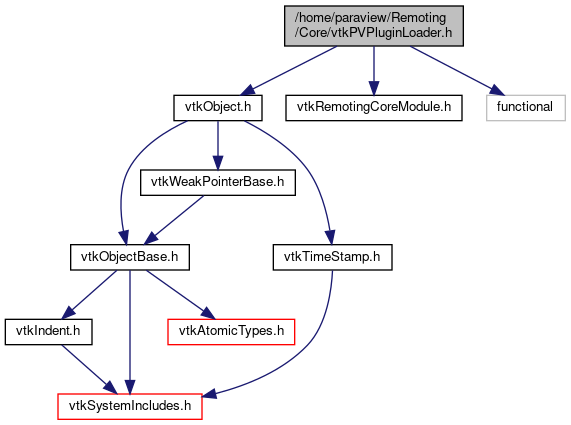 /home/paraview/Remoting
/Core/vtkPVPluginLoader.h
vtkObject.h
vtkRemotingCoreModule.h
functional
vtkWeakPointerBase.h
vtkObjectBase.h
vtkTimeStamp.h
vtkIndent.h
vtkAtomicTypes.h
vtkSystemIncludes.h